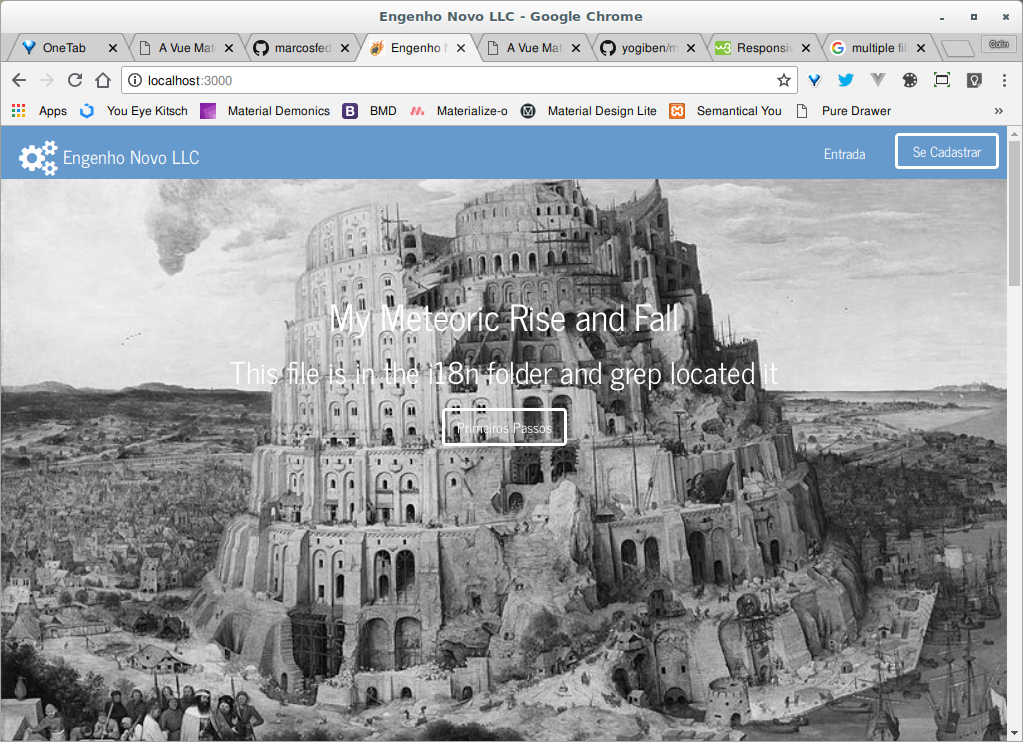 Engenho Novo LLC - Google Chrome
OneTab
A Vue Mat
marcosfed
Engenho N
A Vue Mat
yogiben/m
Responsiv
multiple fil
Colin
localhost:3000
Apps
You Eye Kitsch
Material Demonics
B
BMD
Materialize-o
Material Design Lite
Semantical You
Pure Drawer
»
Engenho Novo LLC
Entrada
Se Cadastrar
My Meteoric Rise and Fall
This file is in the i18n folder and grep located it
Primeiros Passos